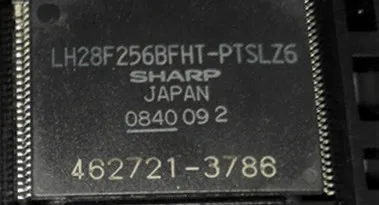 LH28F256BFHT-PTSLZ6
SHARP
JAPAN
0840 09 2
462721-3786